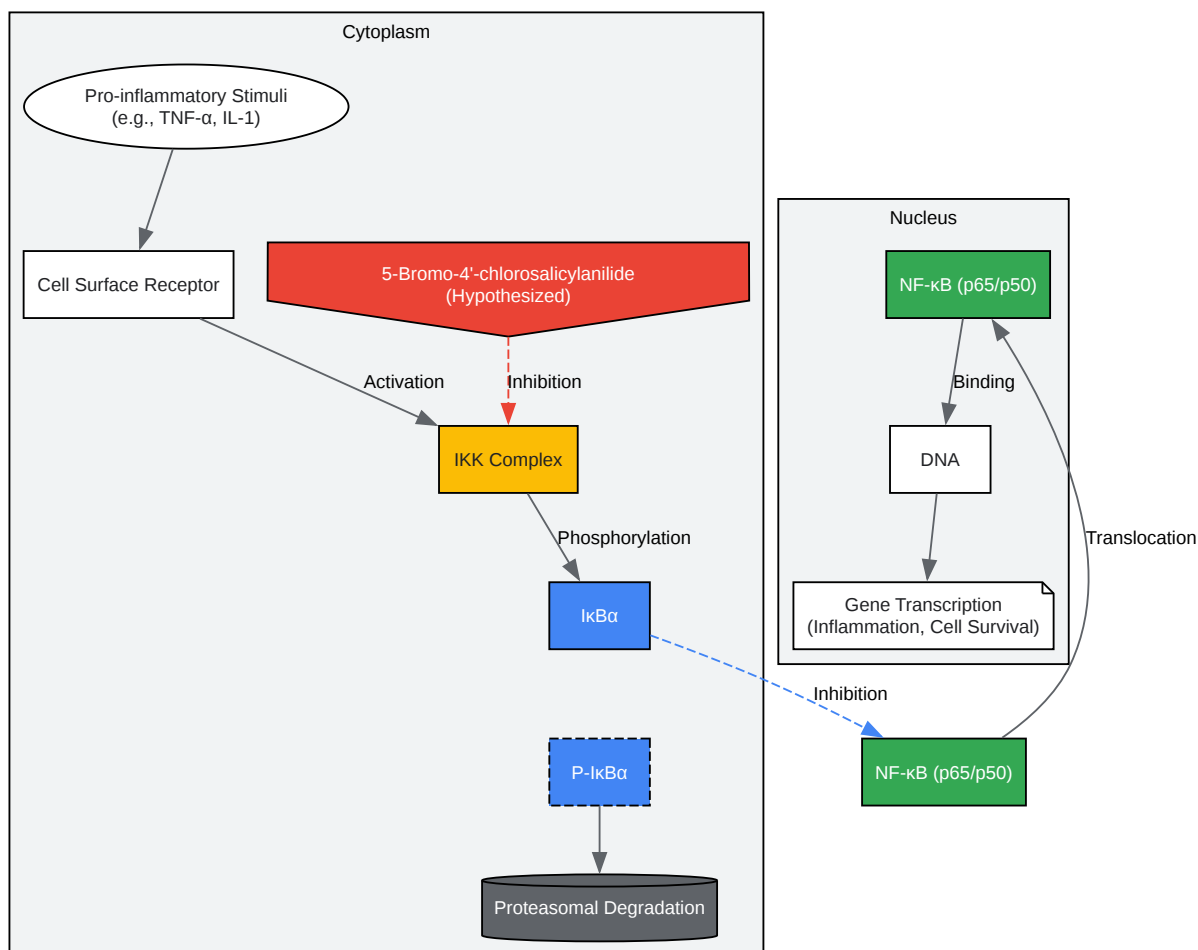 Cytoplasm
Pro-inflammatory Stimuli
(e.g., TNF-α, IL-1)
Cell Surface Receptor
5-Bromo-4'-chlorosalicylanilide
(Hypothesized)
Activation
Inhibition
IKK Complex
Phosphorylation
IκBα
Inhibition
P-IκBα
Proteasomal Degradation
Nucleus
NF-κB (p65/p50)
Binding
DNA
Translocation
Gene Transcription
(Inflammation, Cell Survival)
NF-κB (p65/p50)